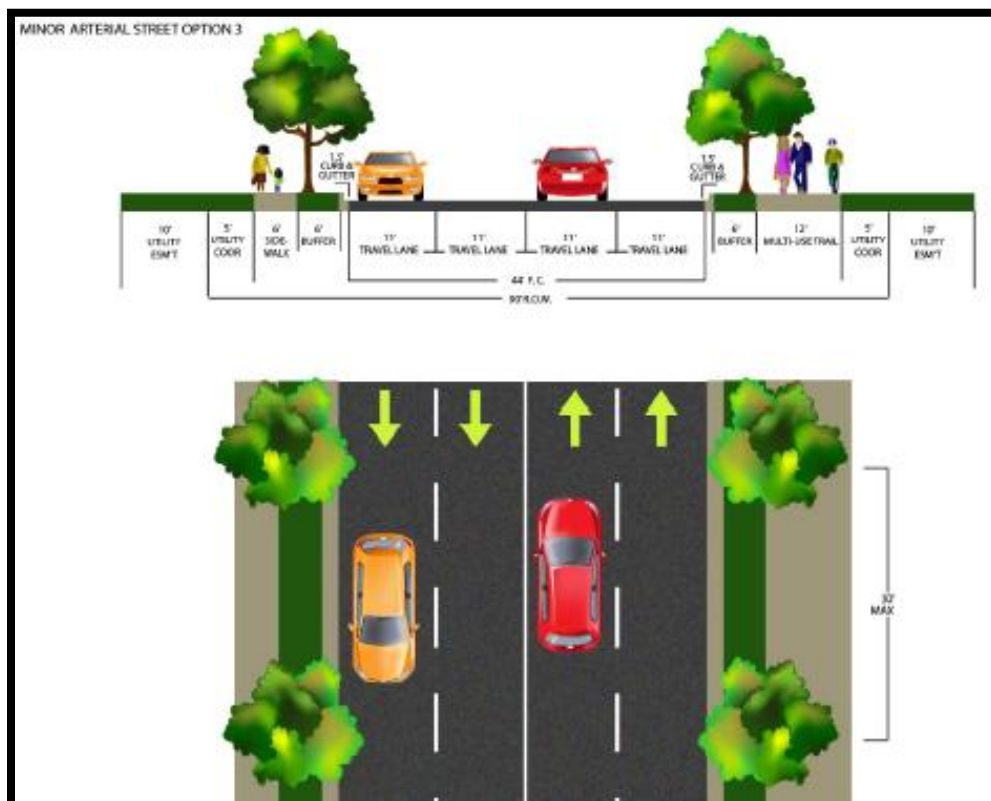 MINOR ARTERIAL STREET OPTION 3
1.5'
CURB &
GUTTER
1.5'
CURB &
GUTTER
10'
UTILITY
ESM'T
5'
UTILITY
COOR
6'
SIDE-
WALK
6'
BUFFER
11'
TRAVEL LANE
11'
TRAVEL LANE
11'
TRAVEL LANE
11'
TRAVEL LANE
6'
BUFFER
12'
MULTI-USE TRAIL
5'
UTILITY
COOR
10'
UTILITY
ESM'T
44' F.C.
90' R.O.W.
30'
MAX